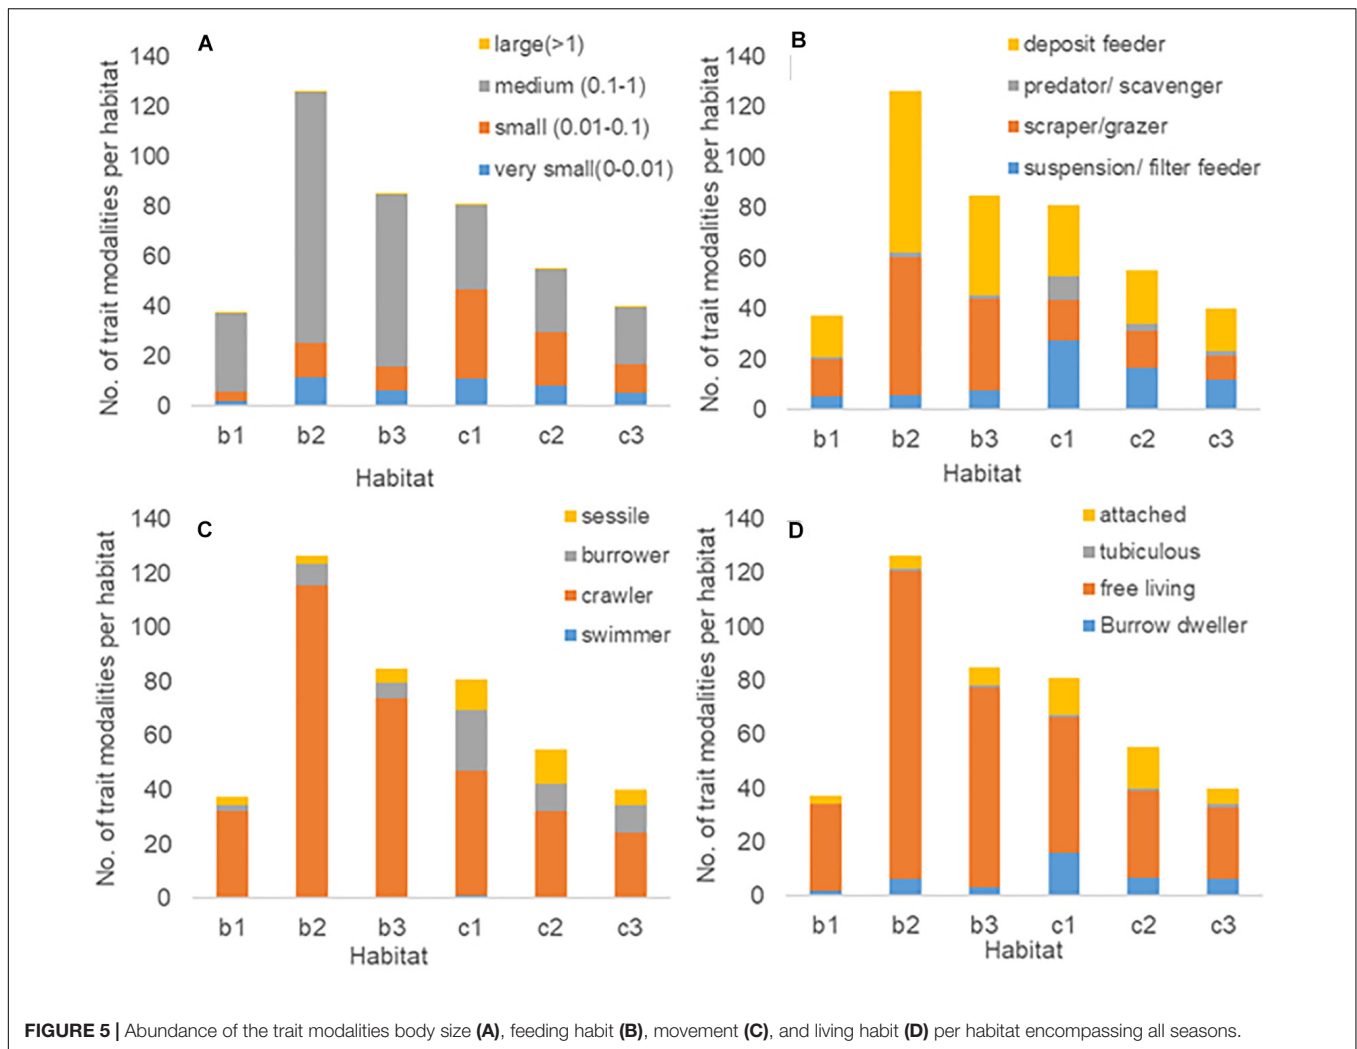 A
No. of trait modalities per habitat
140
120
100
80
60
40
20
0
large(>1)
medium (0.1-1)
small (0.01-0.1)
very small(0-0.01)
b1 b2 b3 c1 c2 c3
Habitat
B
No. of trait modalities per habitat
140
120
100
80
60
40
20
0
deposit feeder
predator/ scavenger
scraper/grazer
suspension/ filter feeder
b1 b2 b3 c1 c2 c3
Habitat
C
No. of trait modalities per habitat
140
120
100
80
60
40
20
0
sessile
burrower
crawler
swimmer
b1 b2 b3 c1 c2 c3
Habitat
D
No. of trait modalities per habitat
140
120
100
80
60
40
20
0
attached
tubiculous
free living
Burrow dweller
b1 b2 b3 c1 c2 c3
Habitat
FIGURE 5 | Abundance of the trait modalities body size (A), feeding habit (B), movement (C), and living habit (D) per habitat encompassing all seasons.